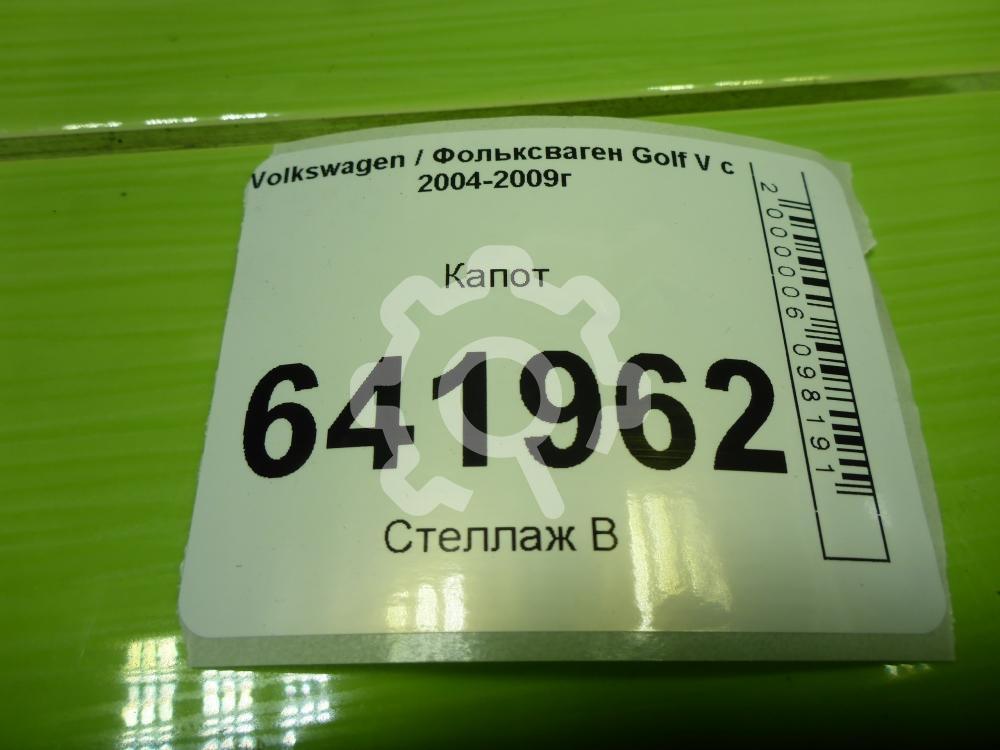 Volkswagen / Фольксваген Golf V с
2004-2009г
Капот
641962
Стеллаж В
2000006098191